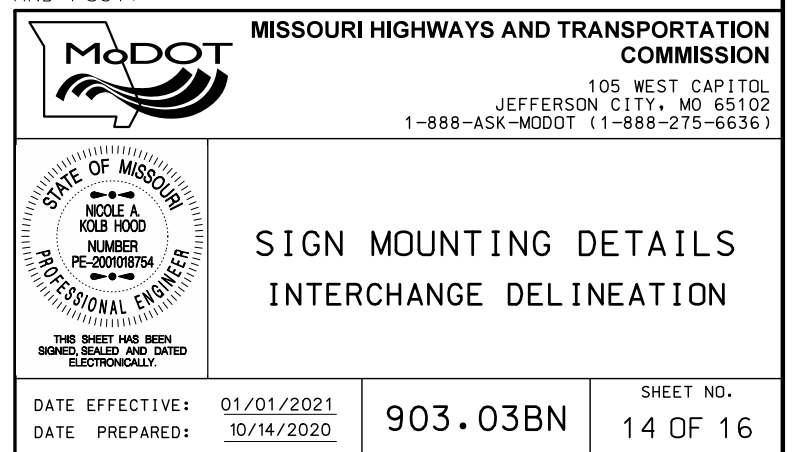 MoDOT
MISSOURI HIGHWAYS AND TRANSPORTATION
COMMISSION
105 WEST CAPITOL
JEFFERSON CITY, MO 65102
1-888-ASK-MODOT (1-888-275-6636)
STATE OF MISSOURI
NICOLE A.
KOLB HOOD
NUMBER
PE-2001018754
PROFESSIONAL ENGINEER
THIS SHEET HAS BEEN
SIGNED, SEALED AND DATED
ELECTRONICALLY.
SIGN MOUNTING DETAILS
INTERCHANGE DELINEATION
DATE EFFECTIVE: 01/01/2021
DATE PREPARED: 10/14/2020
903.03BN
SHEET NO.
14 OF 16